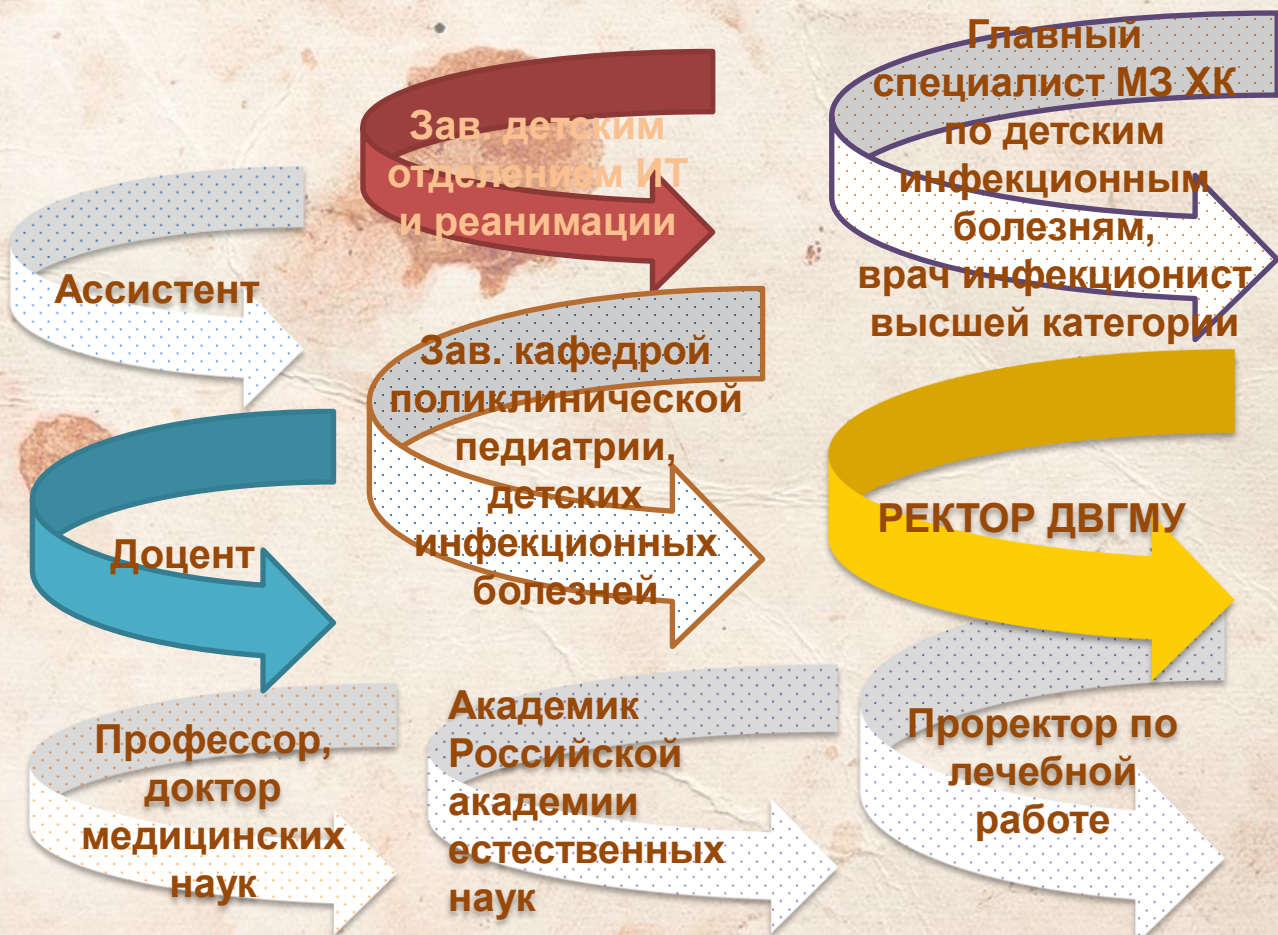 Ассистент
Доцент
Профессор,
доктор
медицинских
наук
Зав. детским
отделением ИТ
и реанимации
Зав. кафедрой
поликлинической
педиатрии,
детских
инфекционных
болезней
Академик
Российской
академии
естественных
наук
Главный
специалист МЗ ХК
по детским
инфекционным
болезням,
врач инфекционист
высшей категории
РЕКТОР ДВГМУ
Проректор по
лечебной
работе